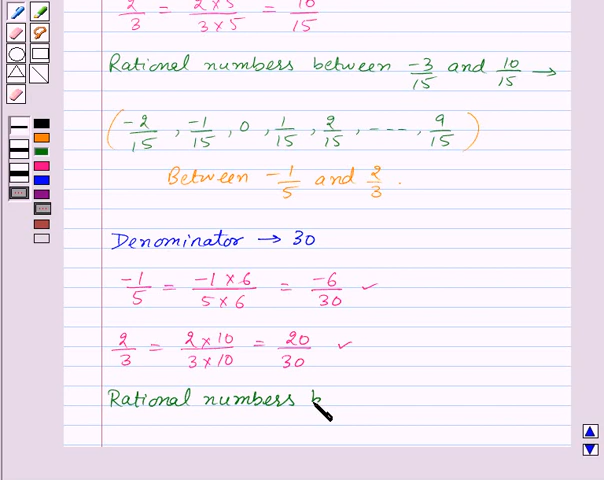 2/3 = 2×5/3×5 = 10/15
Rational numbers between -3/15 and 10/15 →
(-2/15, -1/15, 0, 1/15, 2/15, ----, 9/15)
Between -1/5 and 2/3.
Denominator → 30
-1/5 = -1×6/5×6 = -6/30 ✓
2/3 = 2×10/3×10 = 20/30 ✓
Rational numbers b